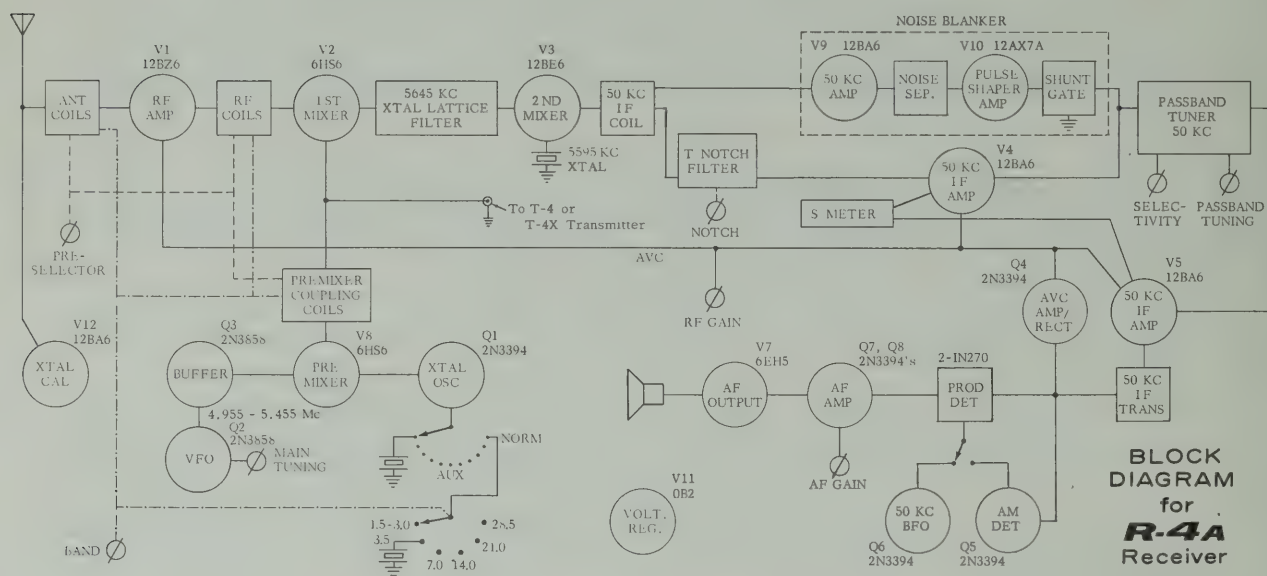 NOISE BLANKER
V9 12BA6
V10 12AX7A
50 KC
AMP
NOISE
SEP.
PULSE
SHAPER
AMP
SHUNT
GATE
V1
12BZ6
V2
6HS6
V3
12BE6
ANT
COILS
RF
AMP
RF
COILS
1ST
MIXER
5645 KC
XTAL LATTICE
FILTER
2ND
MIXER
50 KC
IF
COIL
5595 KC
XTAL
PASSBAND
TUNER
50 KC
T NOTCH
FILTER
V4
12BA6
50 KC
IF
AMP
S METER
NOTCH
SELEC-
TIVITY
PASSBAND
TUNING
To T-4 or
T-4X Transmitter
PRE-
SELECTOR
AVC
RF GAIN
PREMIXER
COUPLING
COILS
Q4
2N3394
AVC
AMP/
RECT
V5
12BA6
50 KC
IF
AMP
V12
12BA6
XTAL
CAL
Q3
2N3858
BUFFER
V8
6HS6
PRE
MIXER
Q1
2N3394
XTAL
OSC
4.955 - 5.455 Mc
Q2
2N3858
VFO
MAIN
TUNING
NORM
AUX
V7
6EH5
AF
OUTPUT
Q7, Q8
2N3394's
AF
AMP
2-IN270
PROD
DET
50 KC
IF
TRANS
AF GAIN
V11
0B2
VOLT.
REG.
50 KC
BFO
AM
DET
Q6
2N3394
Q5
2N3394
BAND
1.5-3.0
3.5
7.0
14.0
21.0
28.5
BLOCK
DIAGRAM
for
R-4A
Receiver